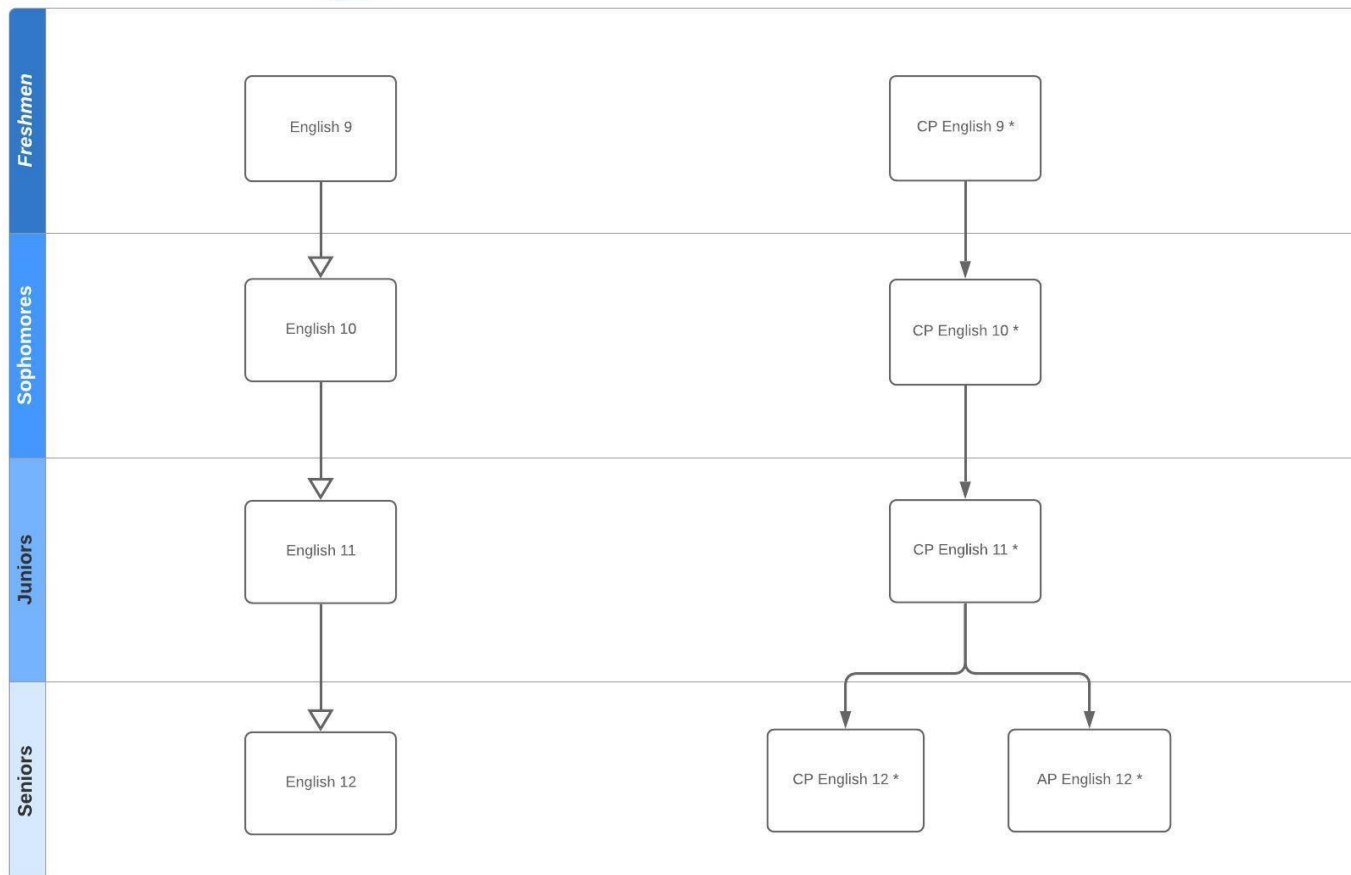 Freshmen
English 9
CP English 9 *
Sophomores
English 10
CP English 10 *
Juniors
English 11
CP English 11 *
Seniors
English 12
CP English 12 *
AP English 12 *